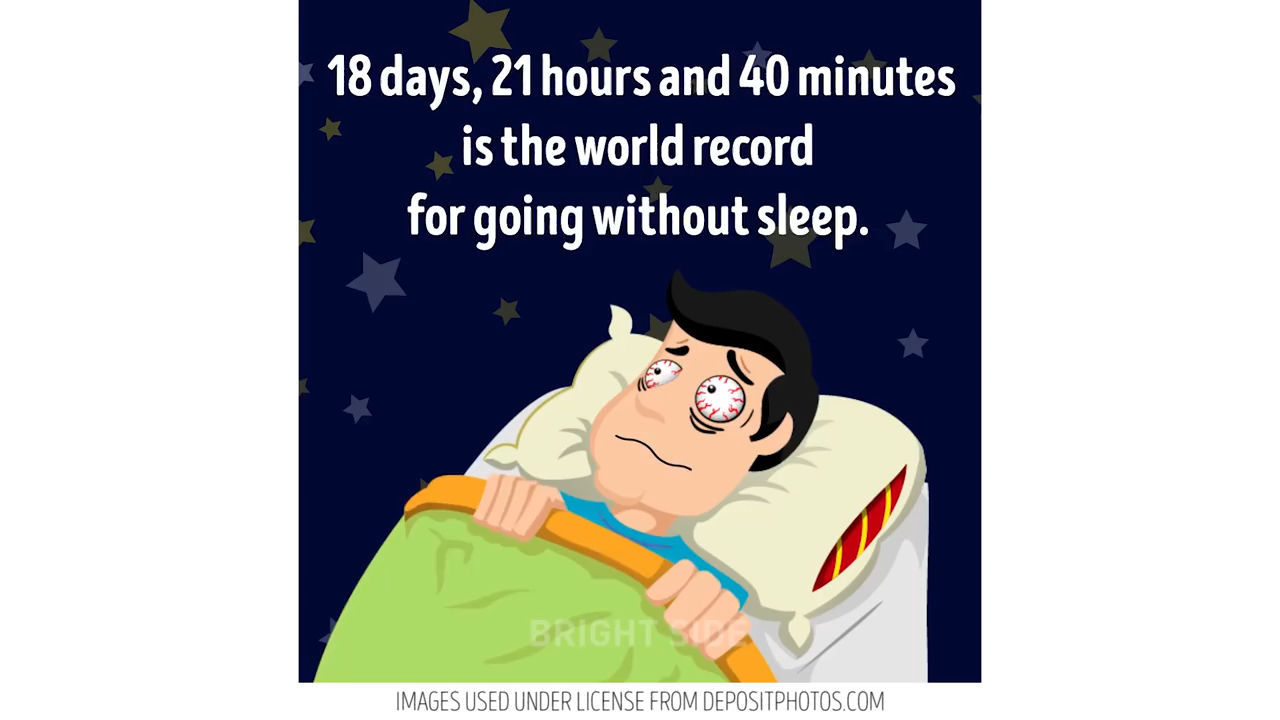 18 days, 21 hours and 40 minutes
is the world record
for going without sleep.
BRIGHT SIDE
IMAGES USED UNDER LICENSE FROM DEPOSITPHOTOS.COM